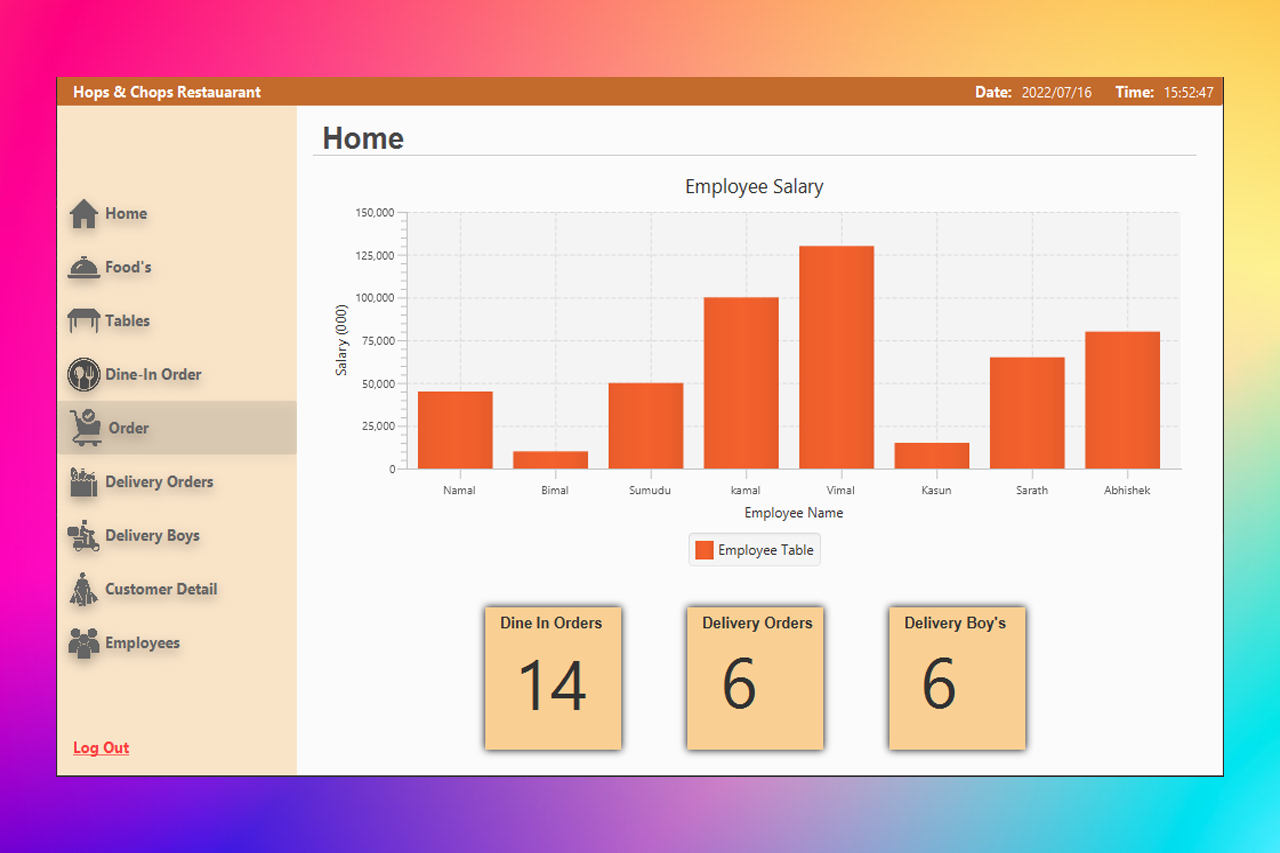 Hops & Chops Restauarant
Date: 2022/07/16 Time: 15:52:47
Home
Food's
Tables
Dine-In Order
Order
Delivery Orders
Delivery Boys
Customer Detail
Employees
Log Out
Home
Employee Salary
Salary (000)
150,000
125,000
100,000
75,000
50,000
25,000
0
Namal Bimal Sumudu kamal Vimal Kasun Sarath Abhishek
Employee Name
Employee Table
Dine In Orders
14
Delivery Orders
6
Delivery Boy's
6